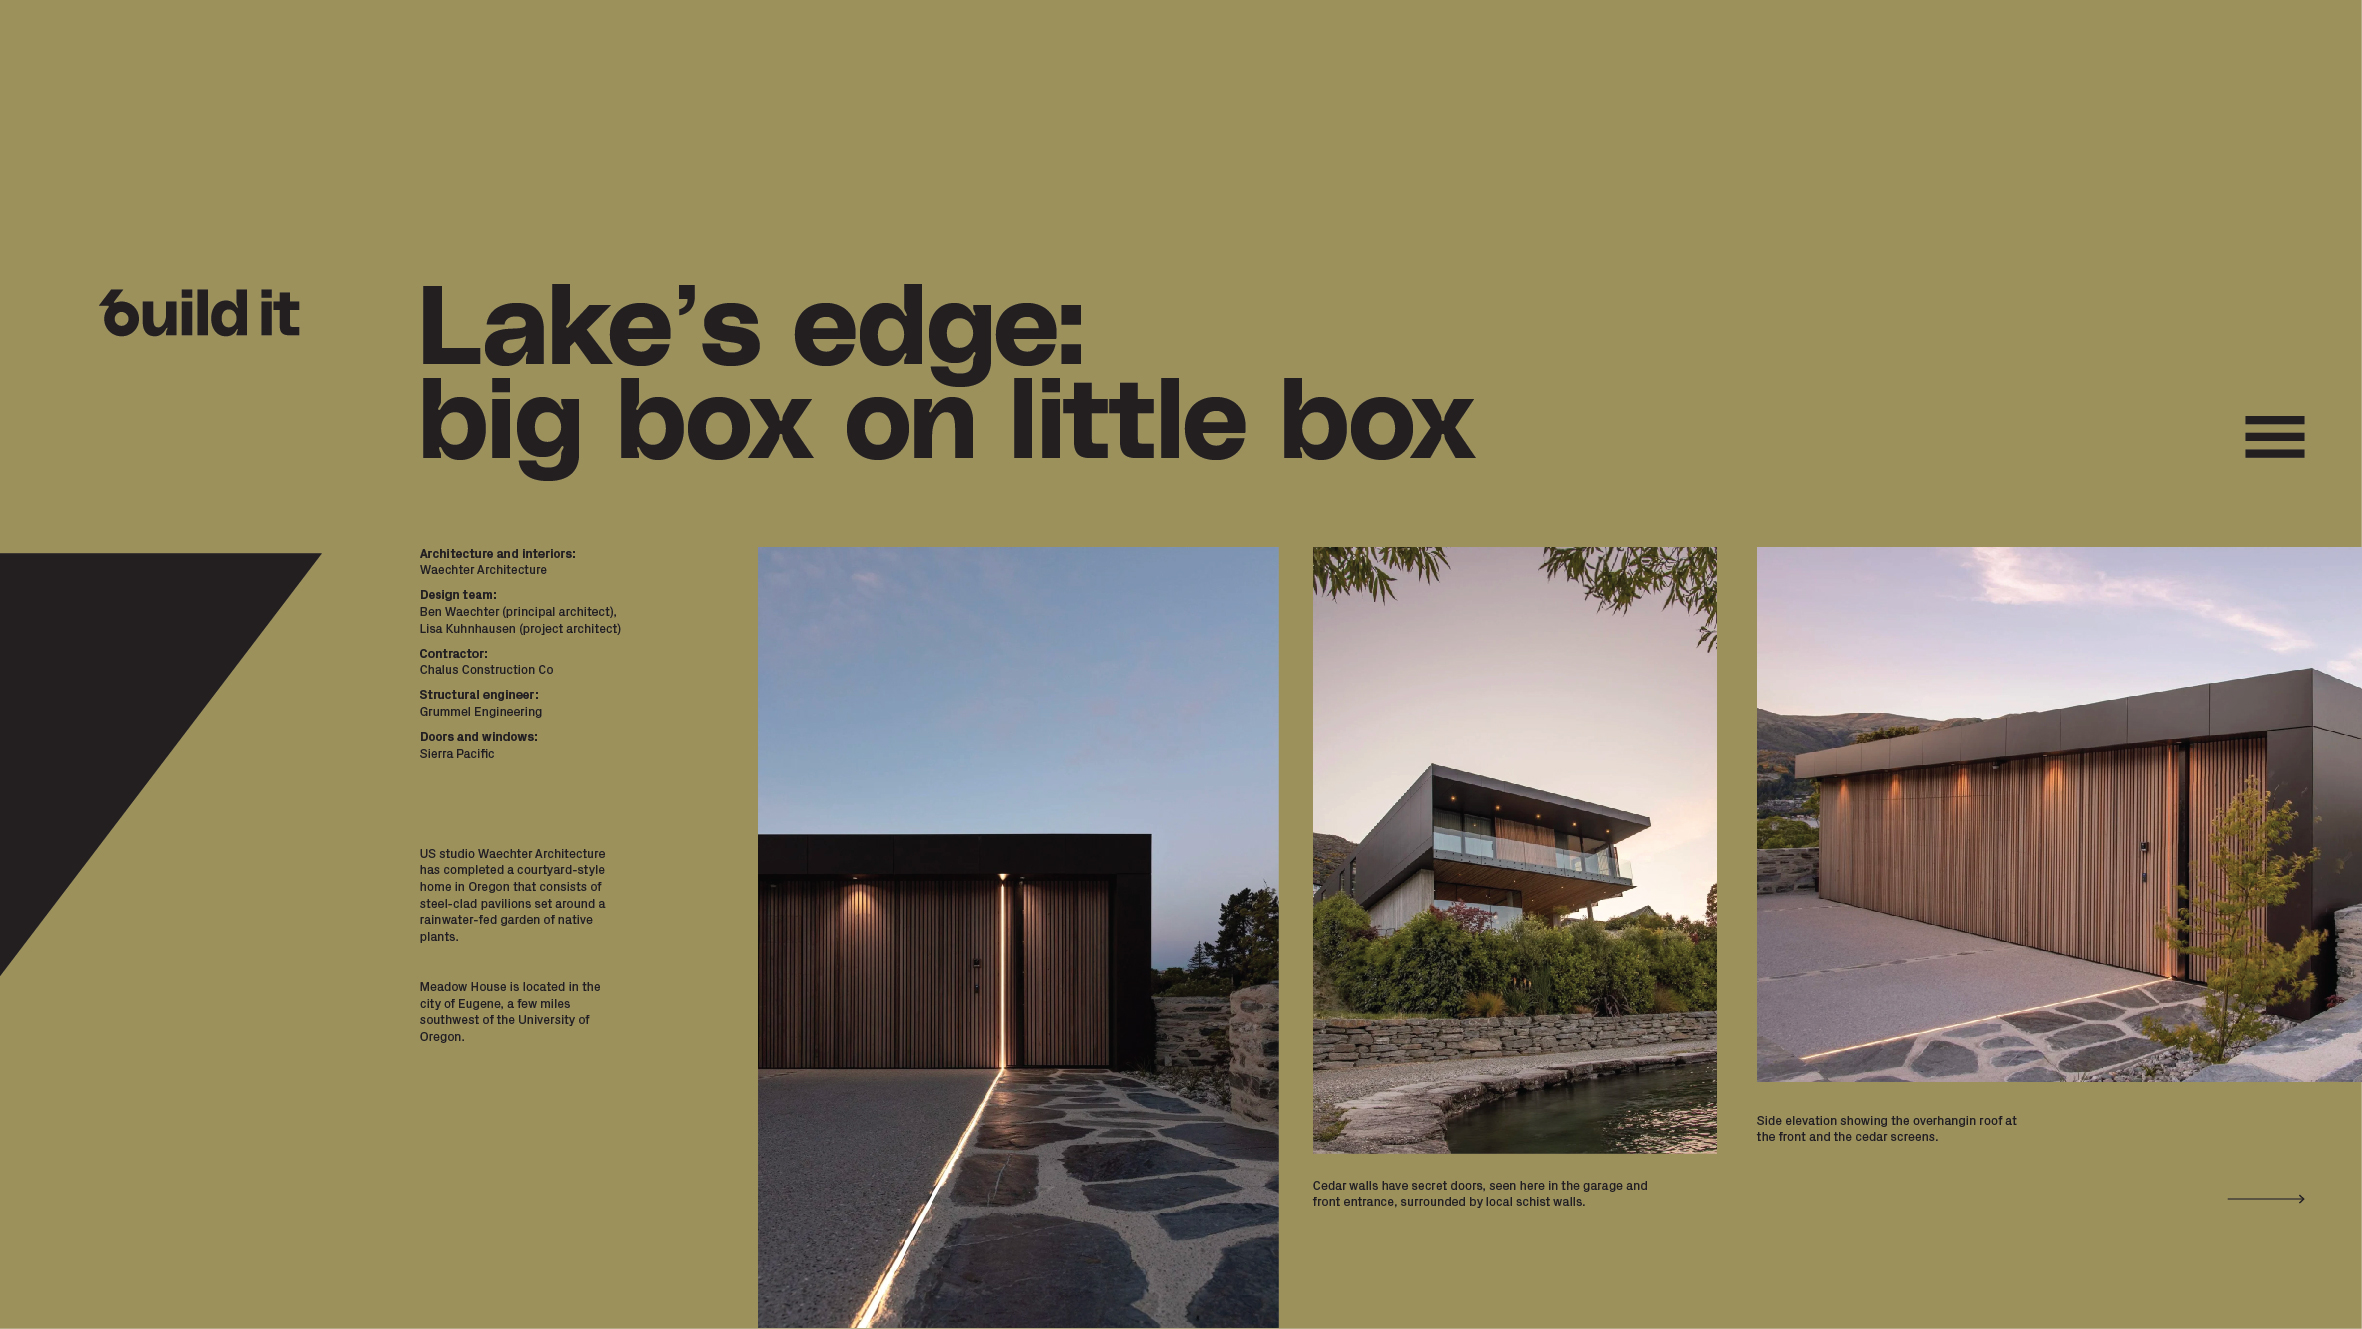 build it
Lake’s edge:
big box on little box
Architecture and interiors:
Waechter Architecture
Design team:
Ben Waechter (principal architect),
Lisa Kuhnhausen (project architect)
Contractor:
Chalus Construction Co
Structural engineer:
Grummel Engineering
Doors and windows:
Sierra Pacific
US studio Waechter Architecture
has completed a courtyard-style
home in Oregon that consists of
steel-clad pavilions set around a
rainwater-fed garden of native
plants.
Meadow House is located in the
city of Eugene, a few miles
southwest of the University of
Oregon.
Cedar walls have secret doors, seen here in the garage and
front entrance, surrounded by local schist walls.
Side elevation showing the overhangin roof at
the front and the cedar screens.